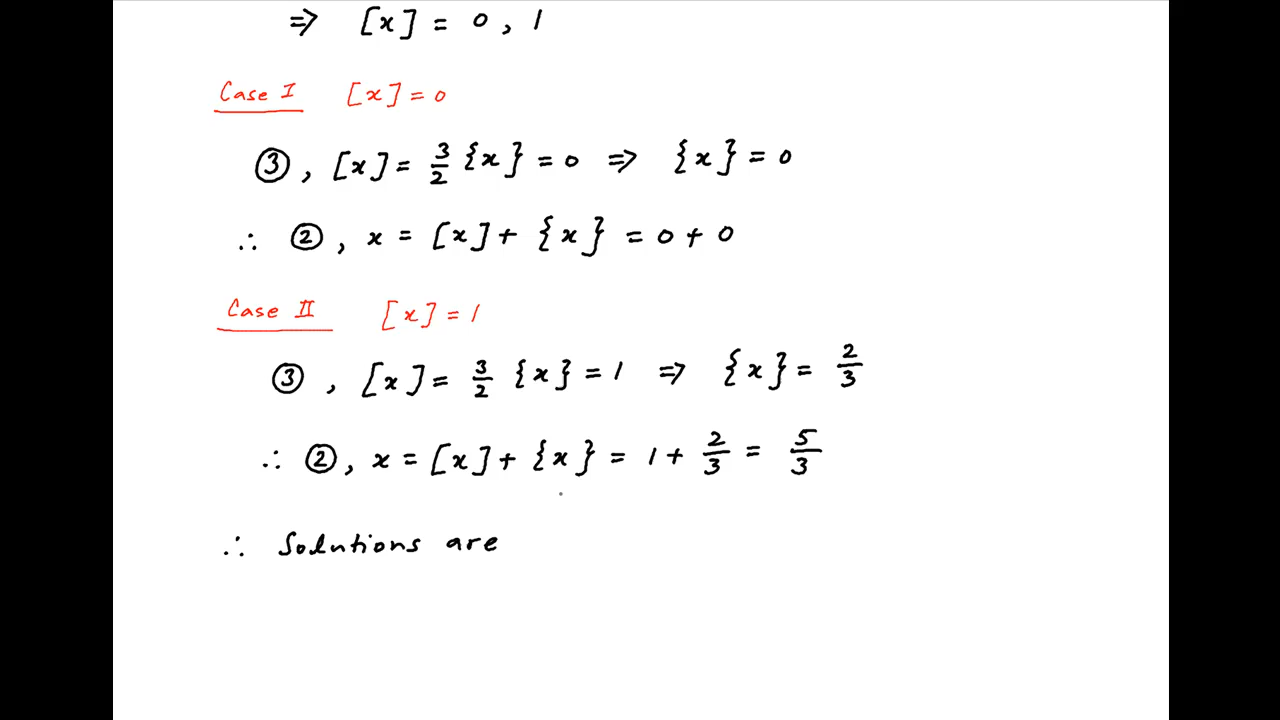 ⇒ [x] = 0 , 1
Case I [x] = 0
③ , [x] = 3/2 {x} = 0 ⇒ {x} = 0
∴ ② , x = [x] + {x} = 0 + 0
Case II [x] = 1
③ , [x] = 3/2 {x} = 1 ⇒ {x} = 2/3
∴ ② , x = [x] + {x} = 1 + 2/3 = 5/3
∴ Solutions are